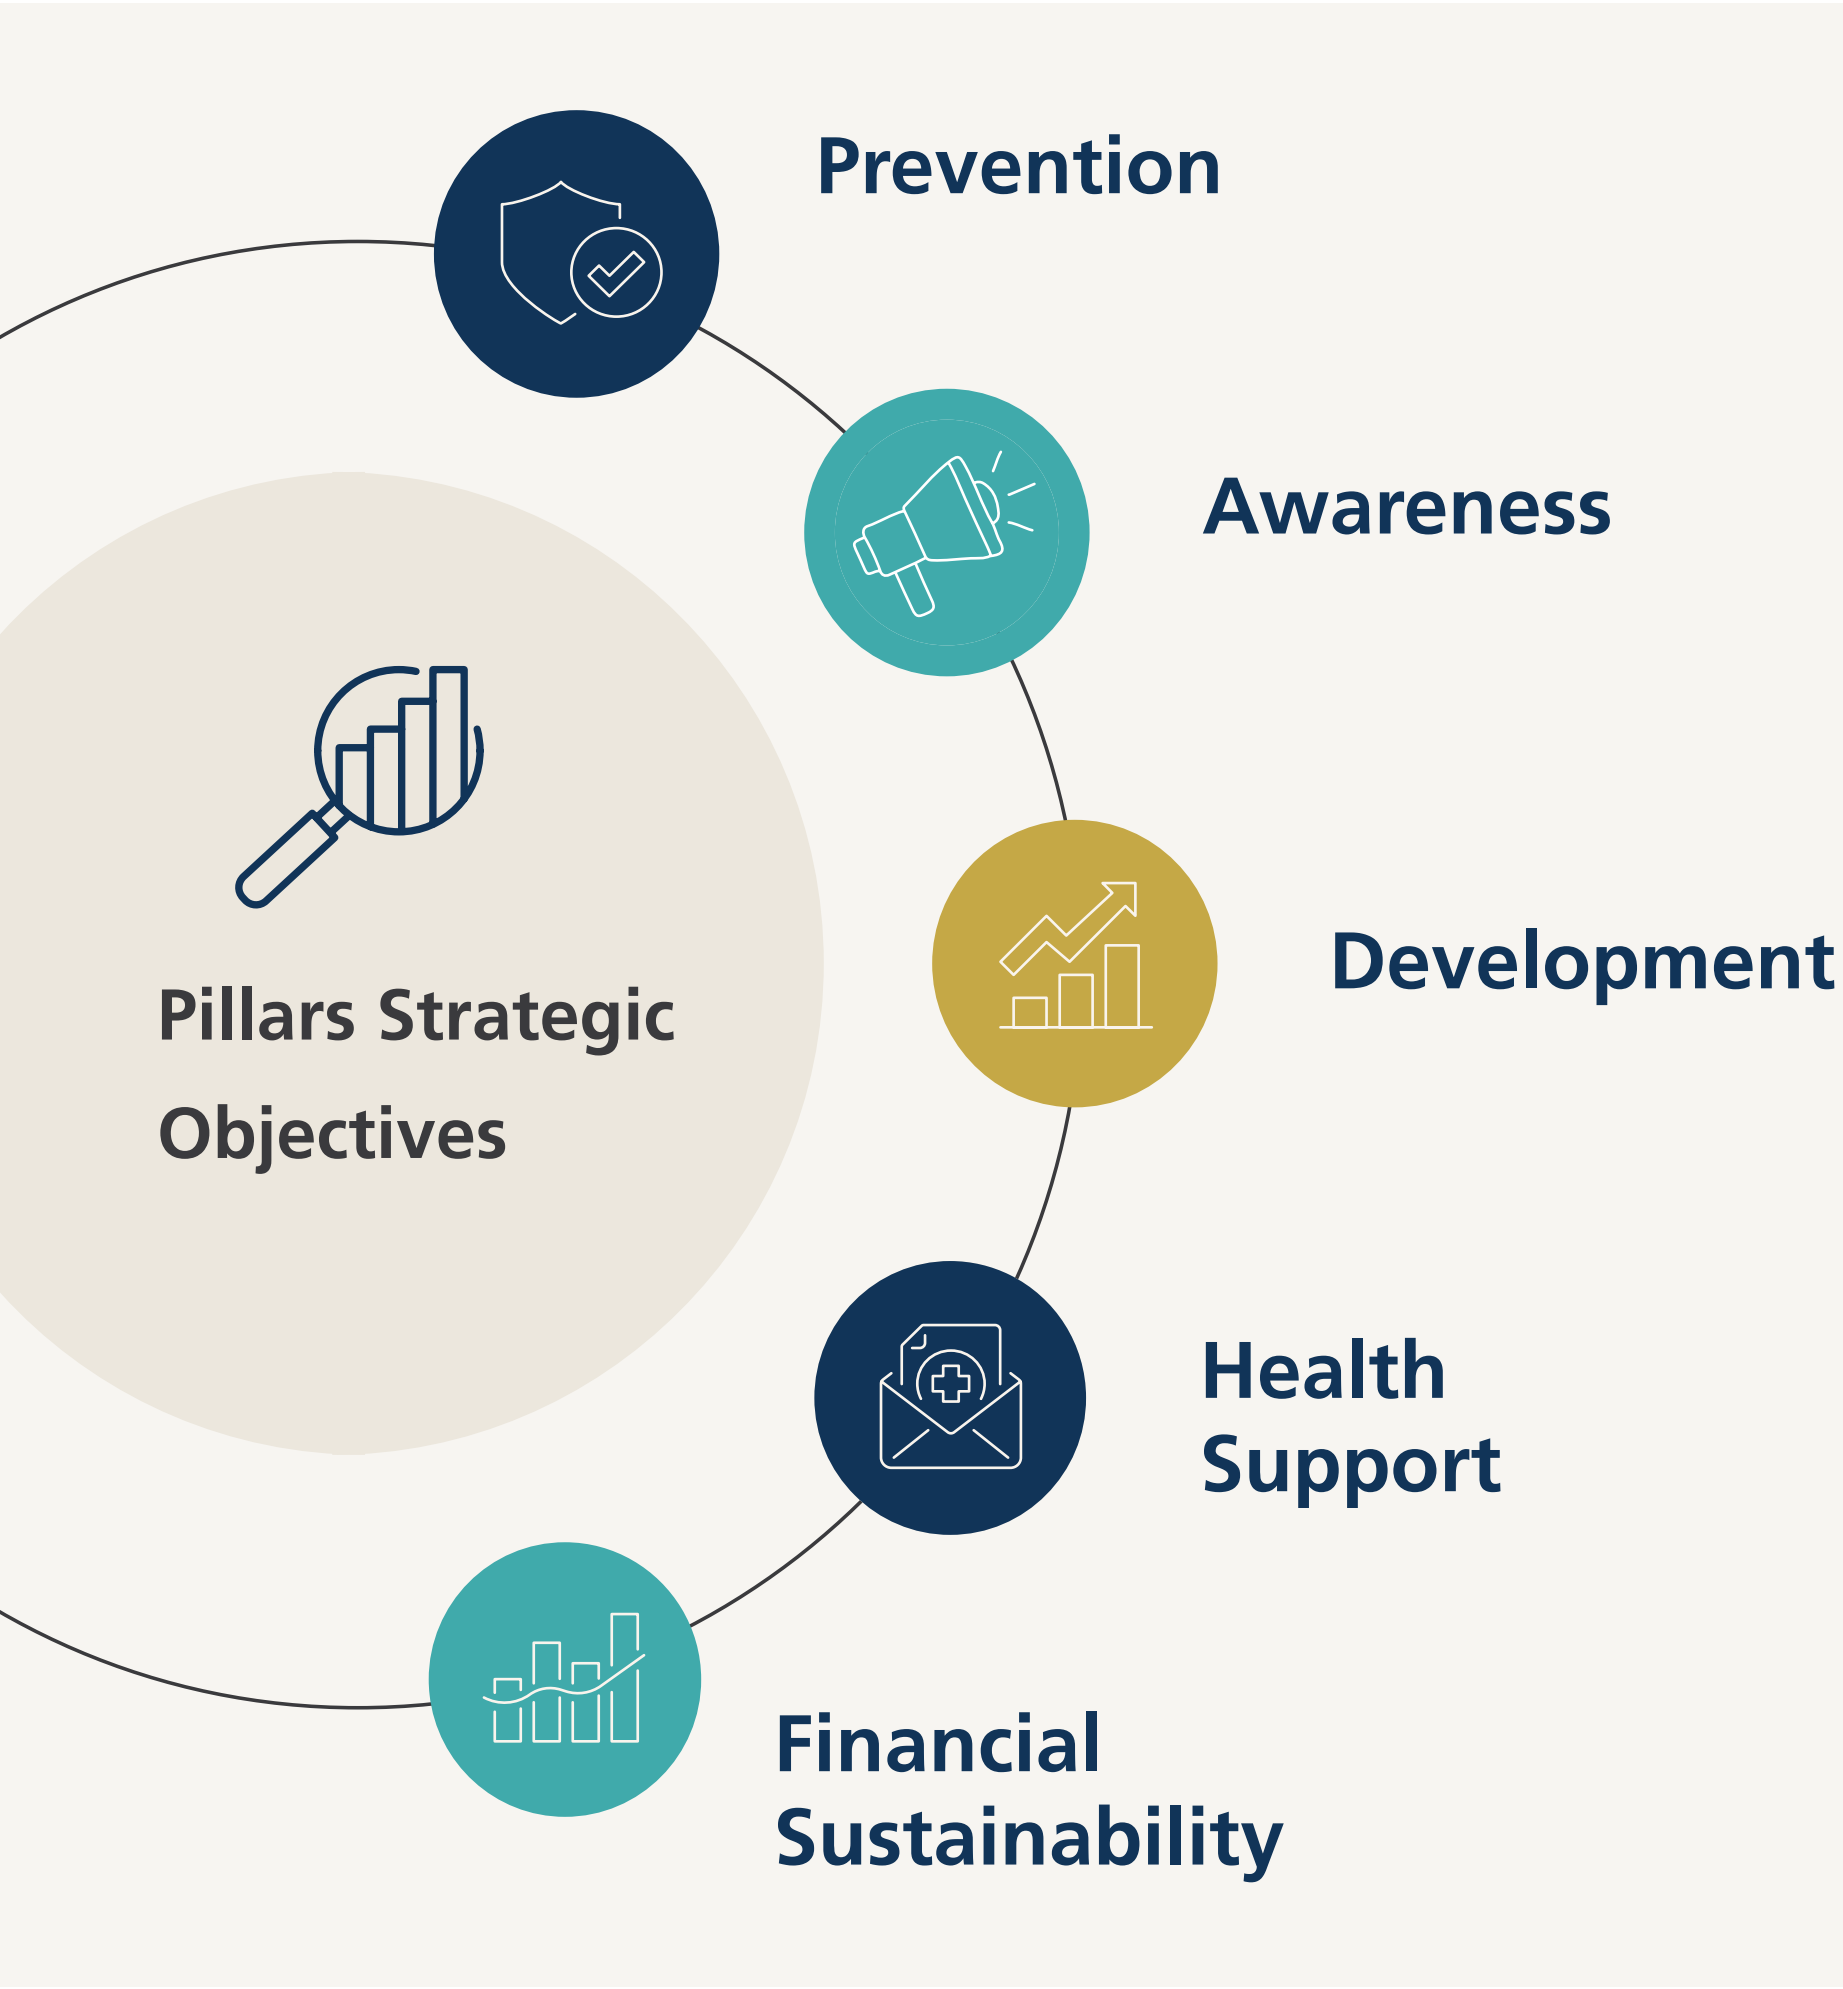 Prevention
Awareness
Development
Pillars Strategic
Objectives
Health
Support
Financial
Sustainability